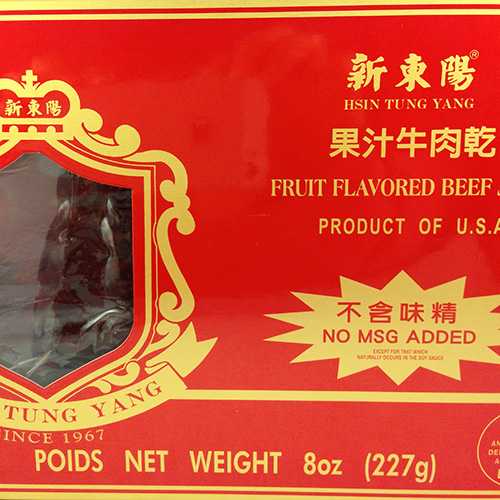 新東陽®
HSIN TUNG YANG
果汁牛肉乾
FRUIT FLAVORED BEEF
PRODUCT OF U.S.A
新東陽
不含味精
NO MSG ADDED
EXCEPT FOR THAT WHICH
NATURALLY OCCURS IN THE SOY SAUCE
TUNG YANG
SINCE 1967
POIDS NET WEIGHT 8oz (227g)